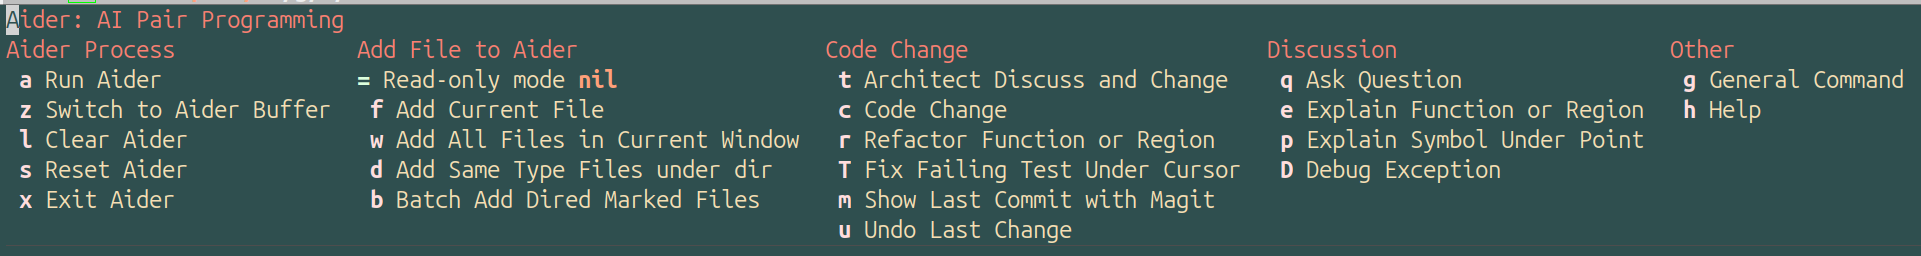 Aider: AI Pair Programming
Aider Process Add File to Aider Code Change Discussion Other
a Run Aider = Read-only mode nil t Architect Discuss and Change q Ask Question g General Command
z Switch to Aider Buffer f Add Current File c Code Change e Explain Function or Region h Help
l Clear Aider w Add All Files in Current Window r Refactor Function or Region p Explain Symbol Under Point
s Reset Aider d Add Same Type Files under dir T Fix Failing Test Under Cursor D Debug Exception
x Exit Aider b Batch Add Dired Marked Files m Show Last Commit with Magit
u Undo Last Change